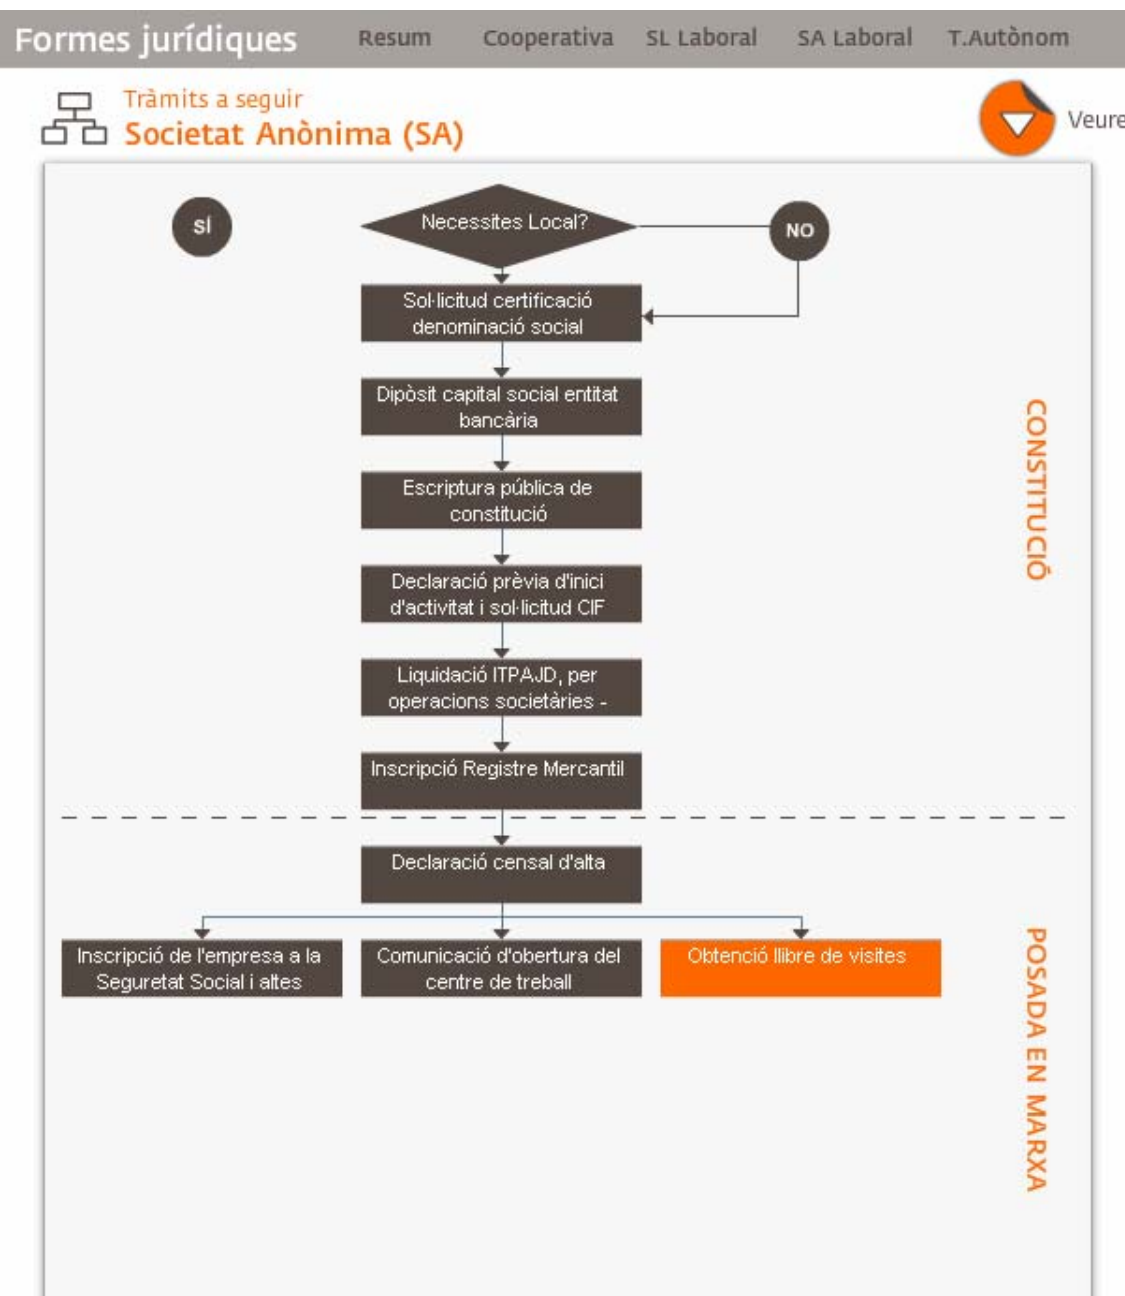 Formes jurídiques Resum Cooperativa SL Laboral SA Laboral T.Autònom
Tràmits a seguir
Societat Anònima (SA)
Veure
SÍ
Necessites Local?
NO
Sol·licitud certificació
denominació social
Dipòsit capital social entitat
bancària
Escriptura pública de
constitució
Declaració prèvia d'inici
d'activitat i sol·licitud CIF
Liquidació ITPAJD, per
operacions societàries -
Inscripció Registre Mercantil
CONSTITUCIÓ
Declaració censal d'alta
Inscripció de l'empresa a la
Seguretat Social i altes
Comunicació d'obertura del
centre de treball
Obtenció llibre de visites
POSADA EN MARXA